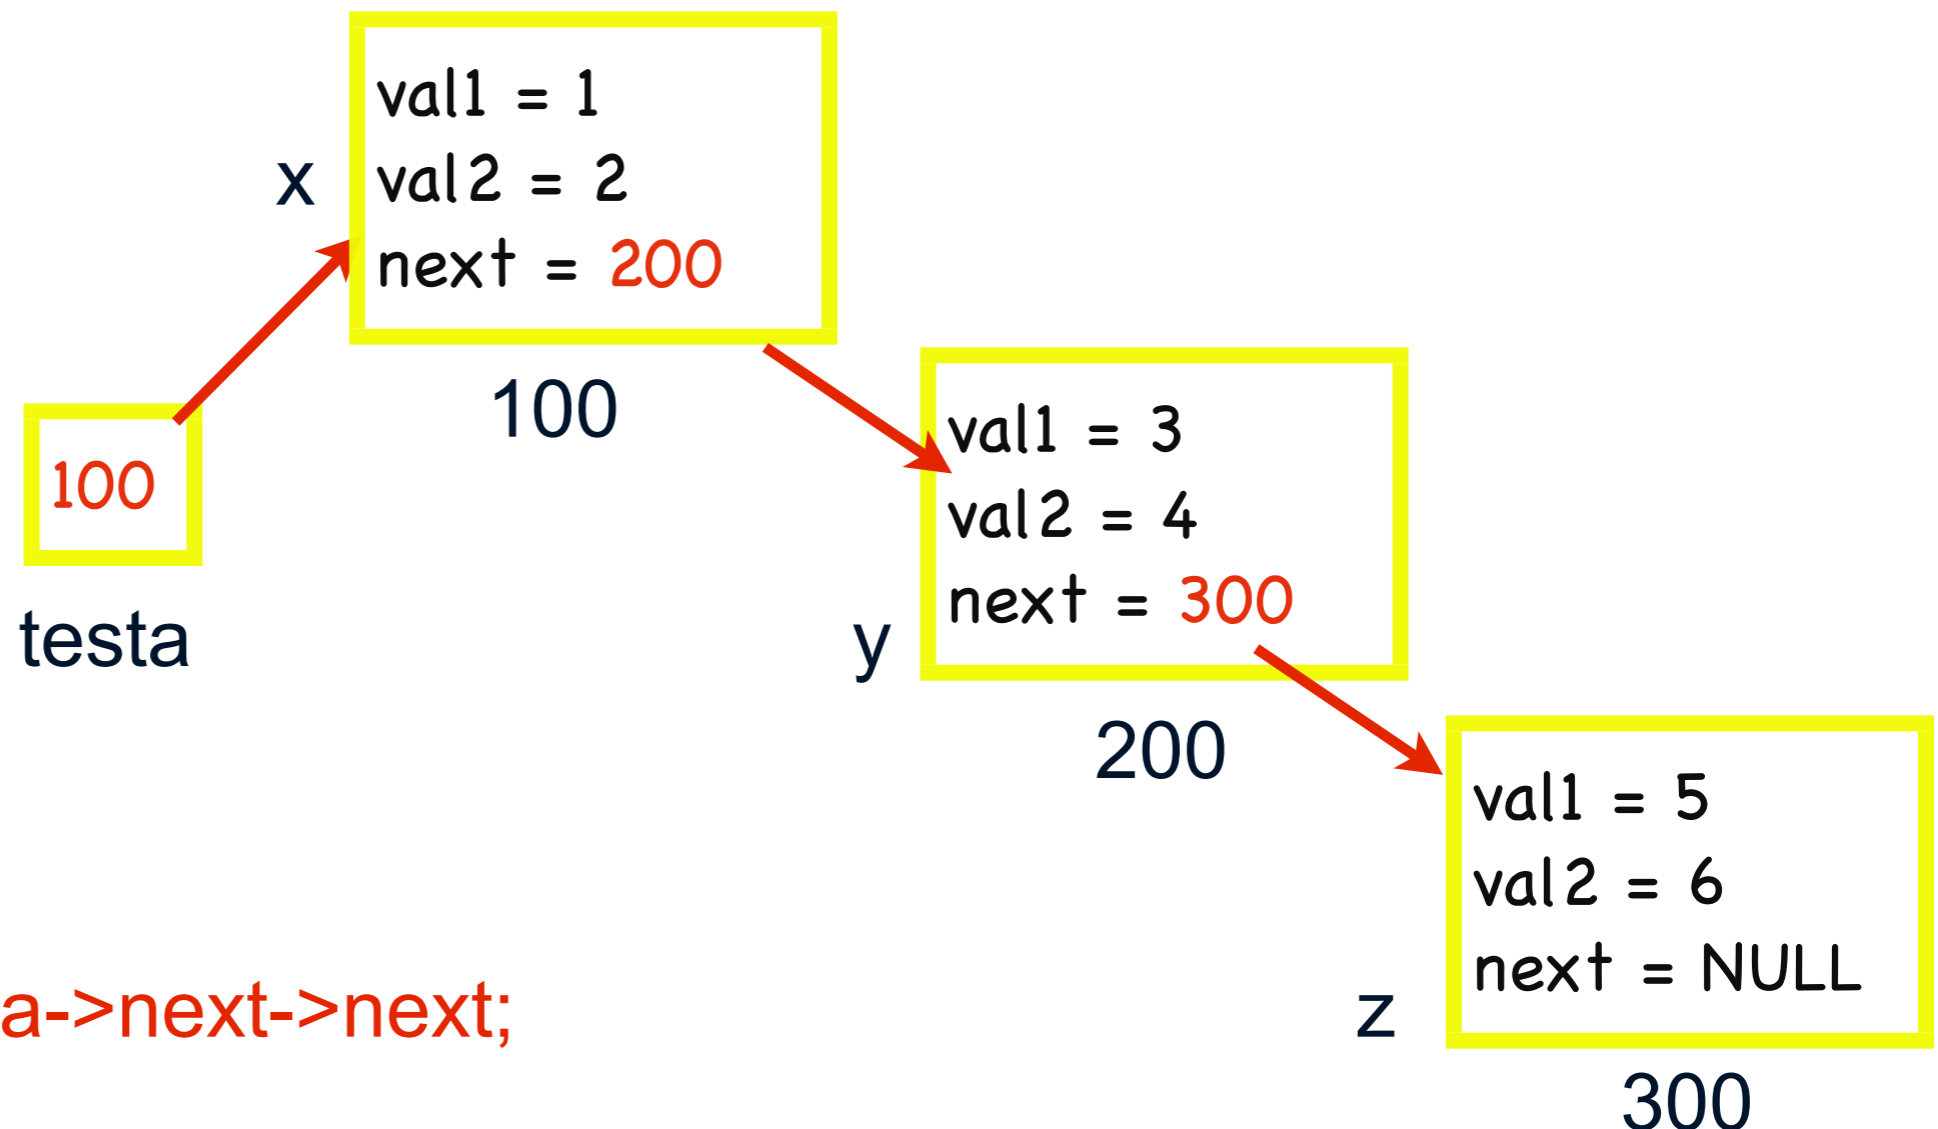 val1 = 1
x
val2 = 2
next = 200
100
100
testa
val1 = 3
val2 = 4
next = 300
y
200
val1 = 5
val2 = 6
next = NULL
z
300
a->next->next;